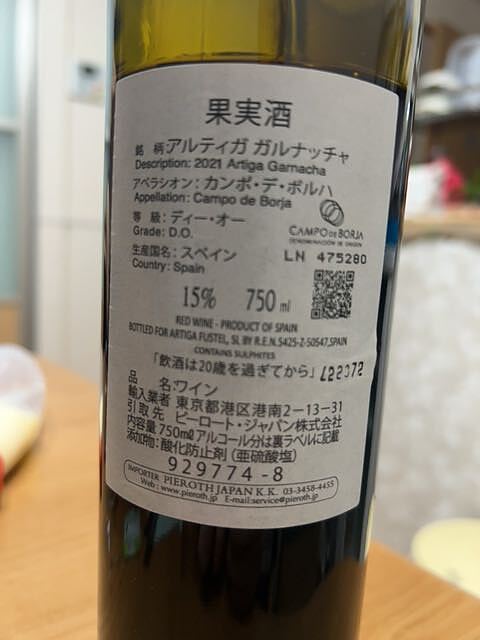 果実酒
銘　柄:アルティガ ガルナッチャ
Description: 2021 Artiga Garnacha
アペラシオン: カンポ・デ・ボルハ
Appellation: Campo de Borja
等　級: ディー・オー
Grade: D.O.
CAMPO DE BORJA
DENOMINACIÓN DE ORIGEN
生産国名: スペイン
Country: Spain
LN 475280
15%　750 ml
RED WINE - PRODUCT OF SPAIN
BOTTLED FOR ARTIGA FUSTEL, SL BY R.E.N.5425-Z-50547,SPAIN
CONTAINS SULPHITES
「飲酒は20歳を過ぎてから」
L22372
品　名:ワイン
輸入業者 東京都港区港南2-13-31
引 取 先 ピーロート・ジャパン株式会社
内容量 750mlアルコール分は裏ラベルに記載
添加物: 酸化防止剤 (亜硫酸塩)
929774-8
IMPORTER PIEROTH JAPAN K.K. 03-3458-4455
Web : www.pieroth.jp E-mail:service@pieroth.jp